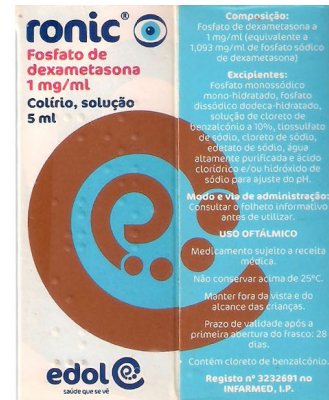 ronic®
Fosfato de
dexametasona
1 mg/ml
Colírio, solução
5 ml
edol
saúde que se vê
Composição:
Fosfato de dexametasona a
1 mg/ml (equivalente a
1,093 mg/ml de fosfato sódico
de dexametasona)
Excipientes:
Fosfato monossódico
mono-hidratado, fosfato
dissódico dodeca-hidratado,
solução de cloreto de
benzalcónio a 10%, tiossulfato
de sódio, cloreto de sódio,
edetato de sódio, água
altamente purificada e ácido
clorídrico e/ou hidróxido de
sódio para ajuste do pH.
Modo e via de administração:
Consultar o folheto informativo
antes de utilizar.
USO OFTÁLMICO
Medicamento sujeito a receita
médica.
Não conservar acima de 25°C.
Manter fora da vista e do
alcance das crianças.
Prazo de validade após a
primeira abertura do frasco: 28
dias.
Contém cloreto de benzalcónio.
Registo nº 3232691 no
INFARMED, I.P.